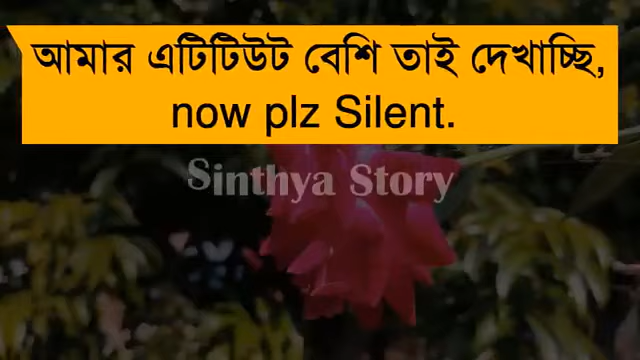 আমার এটিটিউট বেশি তাই দেখাচ্ছি,
now plz Silent.
Sinthya Story